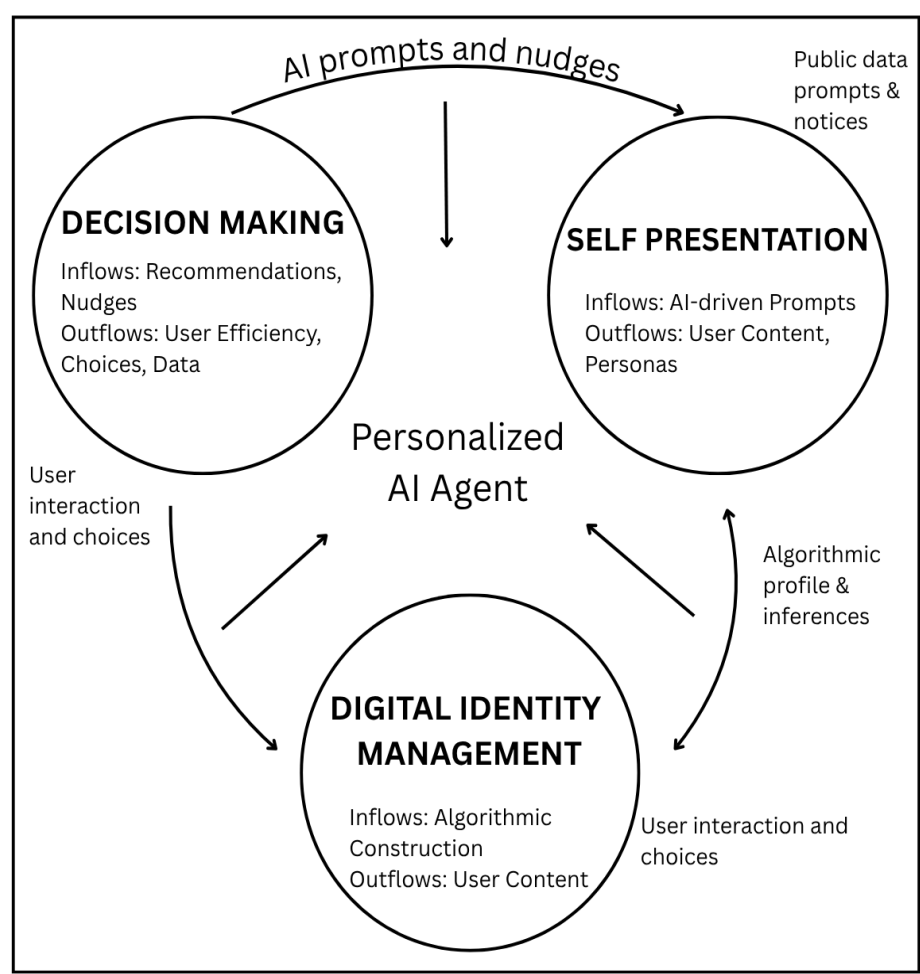 AI prompts and nudges
Public data
prompts &
notices
DECISION MAKING
Inflows: Recommendations,
Nudges
Outflows: User Efficiency,
Choices, Data
SELF PRESENTATION
Inflows: AI-driven Prompts
Outflows: User Content,
Personas
Personalized
AI Agent
User
interaction
and choices
Algorithmic
profile &
inferences
DIGITAL IDENTITY
MANAGEMENT
Inflows: Algorithmic
Construction
Outflows: User Content
User interaction and
choices